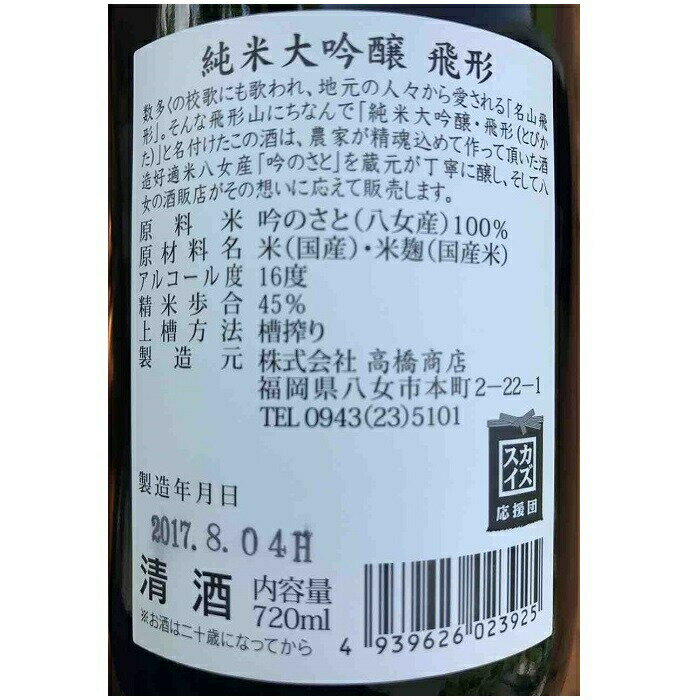 純米大吟醸 飛形
数多くの校歌にも歌われ、地元の人々から愛される「名山飛
形」。そんな飛形山にちなんで「純米大吟醸・飛形(とびか
た)」と名付けたこの酒は、農家が精魂込めて作って頂いた酒
造好適米八女産「吟のさと」を蔵元が丁寧に醸し、そして八
女の酒販店がその想いに応えて販売します。
原料米 吟のさと(八女産)100%
原材料名 米(国産)・米麹(国産米)
アルコール度 16度
精米歩合 45%
上槽方法 槽搾り
製造元 株式会社 高橋商店
福岡県八女市本町2-22-1
TEL0943(23)5101
スカイズ
応援団
製造年月日
2017.8.04H
清酒 内容量
720ml
※お酒は二十歳になってから
4 939626 023925